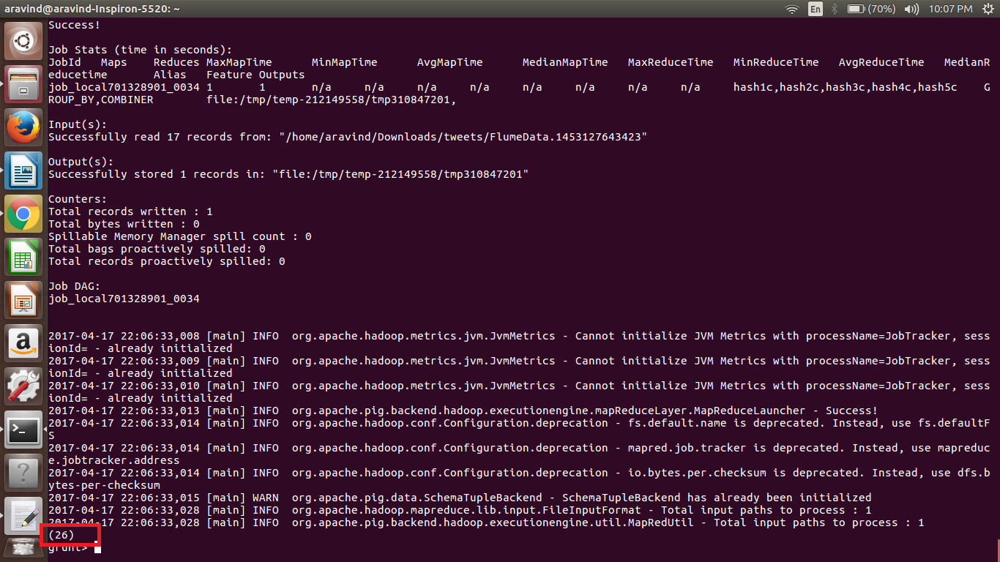 aravind@aravind-Inspiron-5520: ~
En
(70%)
10:07 PM
Success!
Job Stats (time in seconds):
JobId   Maps    Reduces MaxMapTime      MinMapTime      AvgMapTime      MedianMapTime   MaxReduceTime   MinReduceTime   AvgReduceTime   MedianR
educetime       Alias   Feature Outputs
job_local701328901_0034 1       1       n/a     n/a     n/a     n/a     n/a     n/a     n/a     n/a     hash1c,hash2c,hash3c,hash4c,hash5c    G
ROUP_BY,COMBINER        file:/tmp/temp-212149558/tmp310847201,
Input(s):
Successfully read 17 records from: "/home/aravind/Downloads/tweets/FlumeData.1453127643423"
Output(s):
Successfully stored 1 records in: "file:/tmp/temp-212149558/tmp310847201"
Counters:
Total records written : 1
Total bytes written : 0
Spillable Memory Manager spill count : 0
Total bags proactively spilled: 0
Total records proactively spilled: 0
Job DAG:
job_local701328901_0034
2017-04-17 22:06:33,008 [main] INFO  org.apache.hadoop.metrics.jvm.JvmMetrics - Cannot initialize JVM Metrics with processName=JobTracker, sess
ionId= - already initialized
2017-04-17 22:06:33,009 [main] INFO  org.apache.hadoop.metrics.jvm.JvmMetrics - Cannot initialize JVM Metrics with processName=JobTracker, sess
ionId= - already initialized
2017-04-17 22:06:33,010 [main] INFO  org.apache.hadoop.metrics.jvm.JvmMetrics - Cannot initialize JVM Metrics with processName=JobTracker, sess
ionId= - already initialized
2017-04-17 22:06:33,013 [main] INFO  org.apache.pig.backend.hadoop.executionengine.mapReduceLayer.MapReduceLauncher - Success!
2017-04-17 22:06:33,014 [main] INFO  org.apache.hadoop.conf.Configuration.deprecation - fs.default.name is deprecated. Instead, use fs.defaultF
S
2017-04-17 22:06:33,014 [main] INFO  org.apache.hadoop.conf.Configuration.deprecation - mapred.job.tracker is deprecated. Instead, use mapreduc
e.jobtracker.address
2017-04-17 22:06:33,014 [main] INFO  org.apache.hadoop.conf.Configuration.deprecation - io.bytes.per.checksum is deprecated. Instead, use dfs.b
ytes-per-checksum
2017-04-17 22:06:33,015 [main] WARN  org.apache.pig.data.SchemaTupleBackend - SchemaTupleBackend has already been initialized
2017-04-17 22:06:33,028 [main] INFO  org.apache.hadoop.mapreduce.lib.input.FileInputFormat - Total input paths to process : 1
2017-04-17 22:06:33,028 [main] INFO  org.apache.pig.backend.hadoop.executionengine.util.MapRedUtil - Total input paths to process : 1
(26)
grunt>